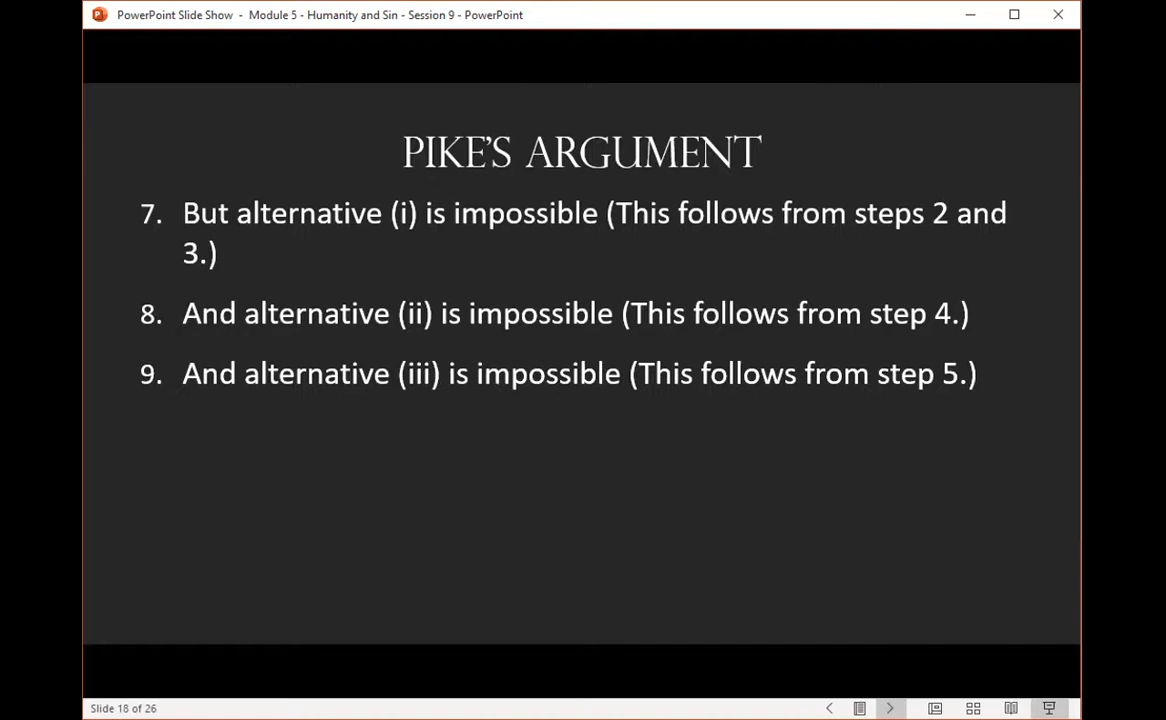 PowerPoint Slide Show - Module 5 - Humanity and Sin - Session 9 - PowerPoint
PIKE'S ARGUMENT
7. But alternative (i) is impossible (This follows from steps 2 and
3.)
8. And alternative (ii) is impossible (This follows from step 4.)
9. And alternative (iii) is impossible (This follows from step 5.)
Slide 18 of 26